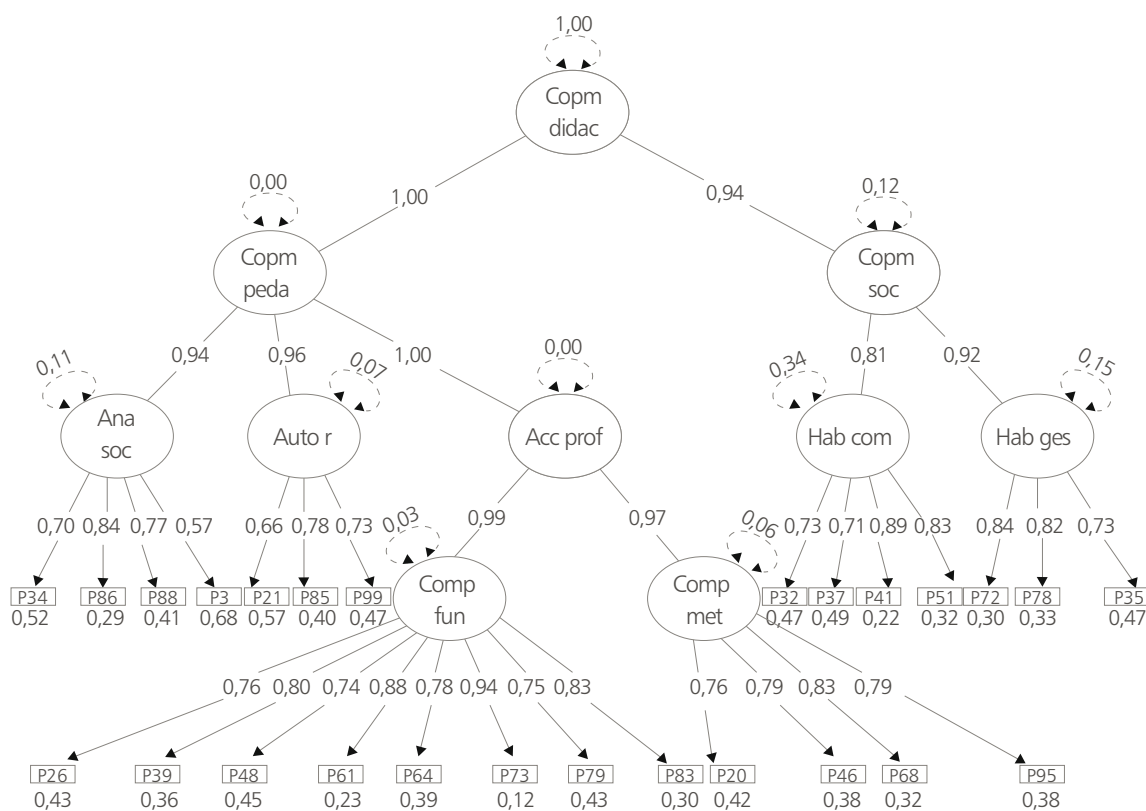 1,00
Copm
didac
0,00
1,00
0,94
0,12
Copm
peda
Copm
soc
0,11
0,94
0,96
0,07
1,00
0,00
0,34
0,81
0,92
0,15
Ana
soc
Auto r
Acc prof
Hab com
Hab ges
0,70 0,84 0,77 0,57
0,66 0,78 0,73
0,03
0,99
0,97
0,06
0,73 0,71 0,89 0,83
0,84 0,82 0,73
P34 P86 P88 P3 P21 P85 P99
0,52 0,29 0,41 0,68 0,57 0,40 0,47
Comp
fun
Comp
met
P32 P37 P41 P51 P72 P78 P35
0,47 0,49 0,22 0,32 0,30 0,33 0,47
0,76 0,80 0,74 0,88 0,78 0,94 0,75 0,83
0,76 0,79 0,83 0,79
P26 P39 P48 P61 P64 P73 P79 P83 P20 P46 P68 P95
0,43 0,36 0,45 0,23 0,39 0,12 0,43 0,30 0,42 0,38 0,32 0,38